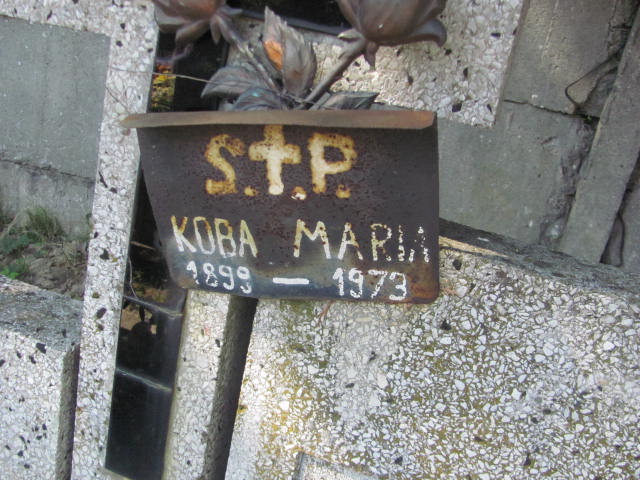 S.†.P.
KOBA MARIA
1899 — 1973